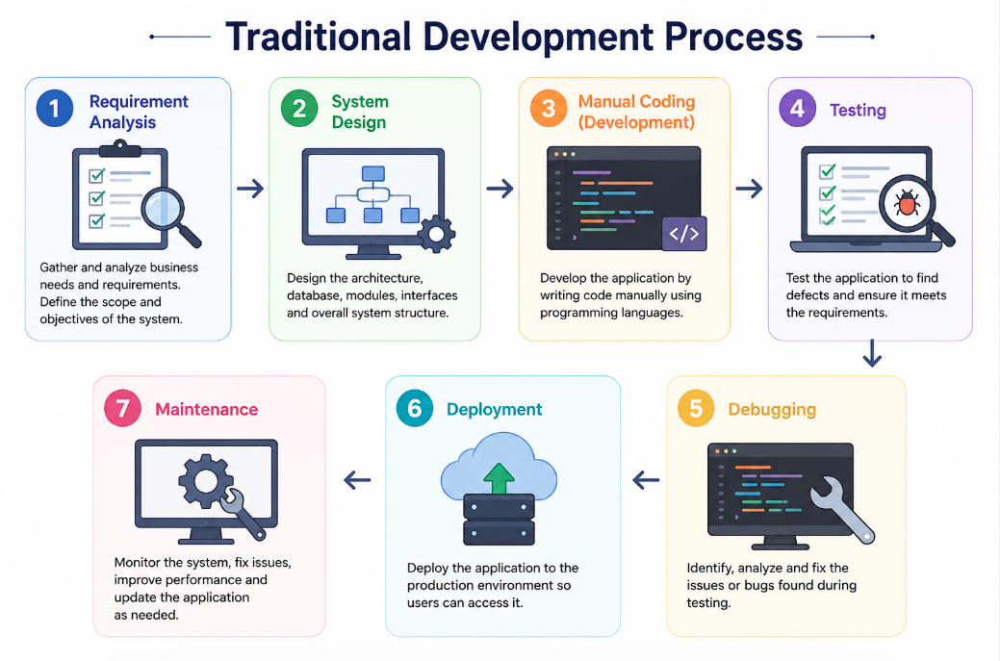 Traditional Development Process
1
Requirement
Analysis
Gather and analyze business
needs and requirements.
Define the scope and
objectives of the system.
2
System
Design
Design the architecture,
database, modules, interfaces
and overall system structure.
3
Manual Coding
(Development)
</>
Develop the application by
writing code manually using
programming languages.
4
Testing
Test the application to find
defects and ensure it meets
the requirements.
5
Debugging
Identify, analyze and fix the
issues or bugs found during
testing.
6
Deployment
Deploy the application to the
production environment so
users can access it.
7
Maintenance
Monitor the system, fix issues,
improve performance and
update the application
as needed.